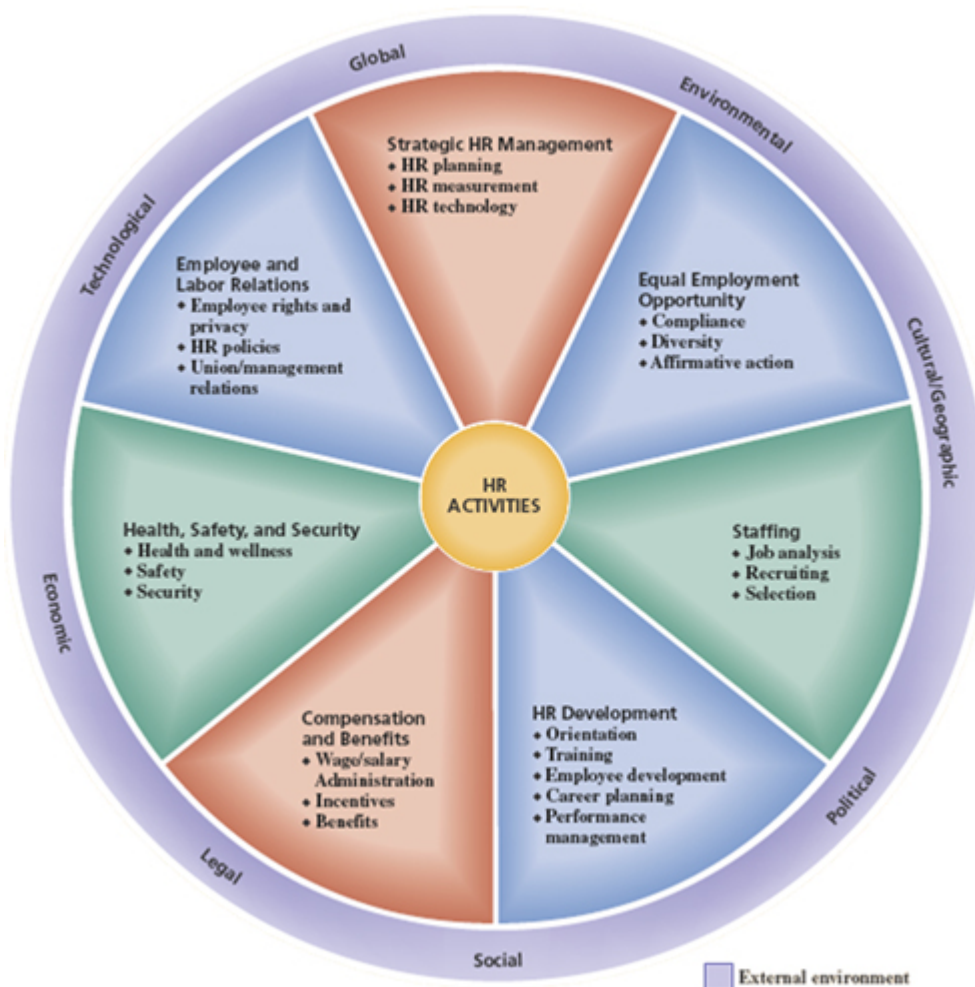 Global
Environmental
Technological
Cultural/Geographic
Economic
Political
Legal
Social
Strategic HR Management
◆ HR planning
◆ HR measurement
◆ HR technology
Employee and
Labor Relations
◆ Employee rights and
privacy
◆ HR policies
◆ Union/management
relations
Equal Employment
Opportunity
◆ Compliance
◆ Diversity
◆ Affirmative action
HR
ACTIVITIES
Health, Safety, and Security
◆ Health and wellness
◆ Safety
◆ Security
Staffing
◆ Job analysis
◆ Recruiting
◆ Selection
Compensation
and Benefits
◆ Wage/salary
Administration
◆ Incentives
◆ Benefits
HR Development
◆ Orientation
◆ Training
◆ Employee development
◆ Career planning
◆ Performance
management
External environment